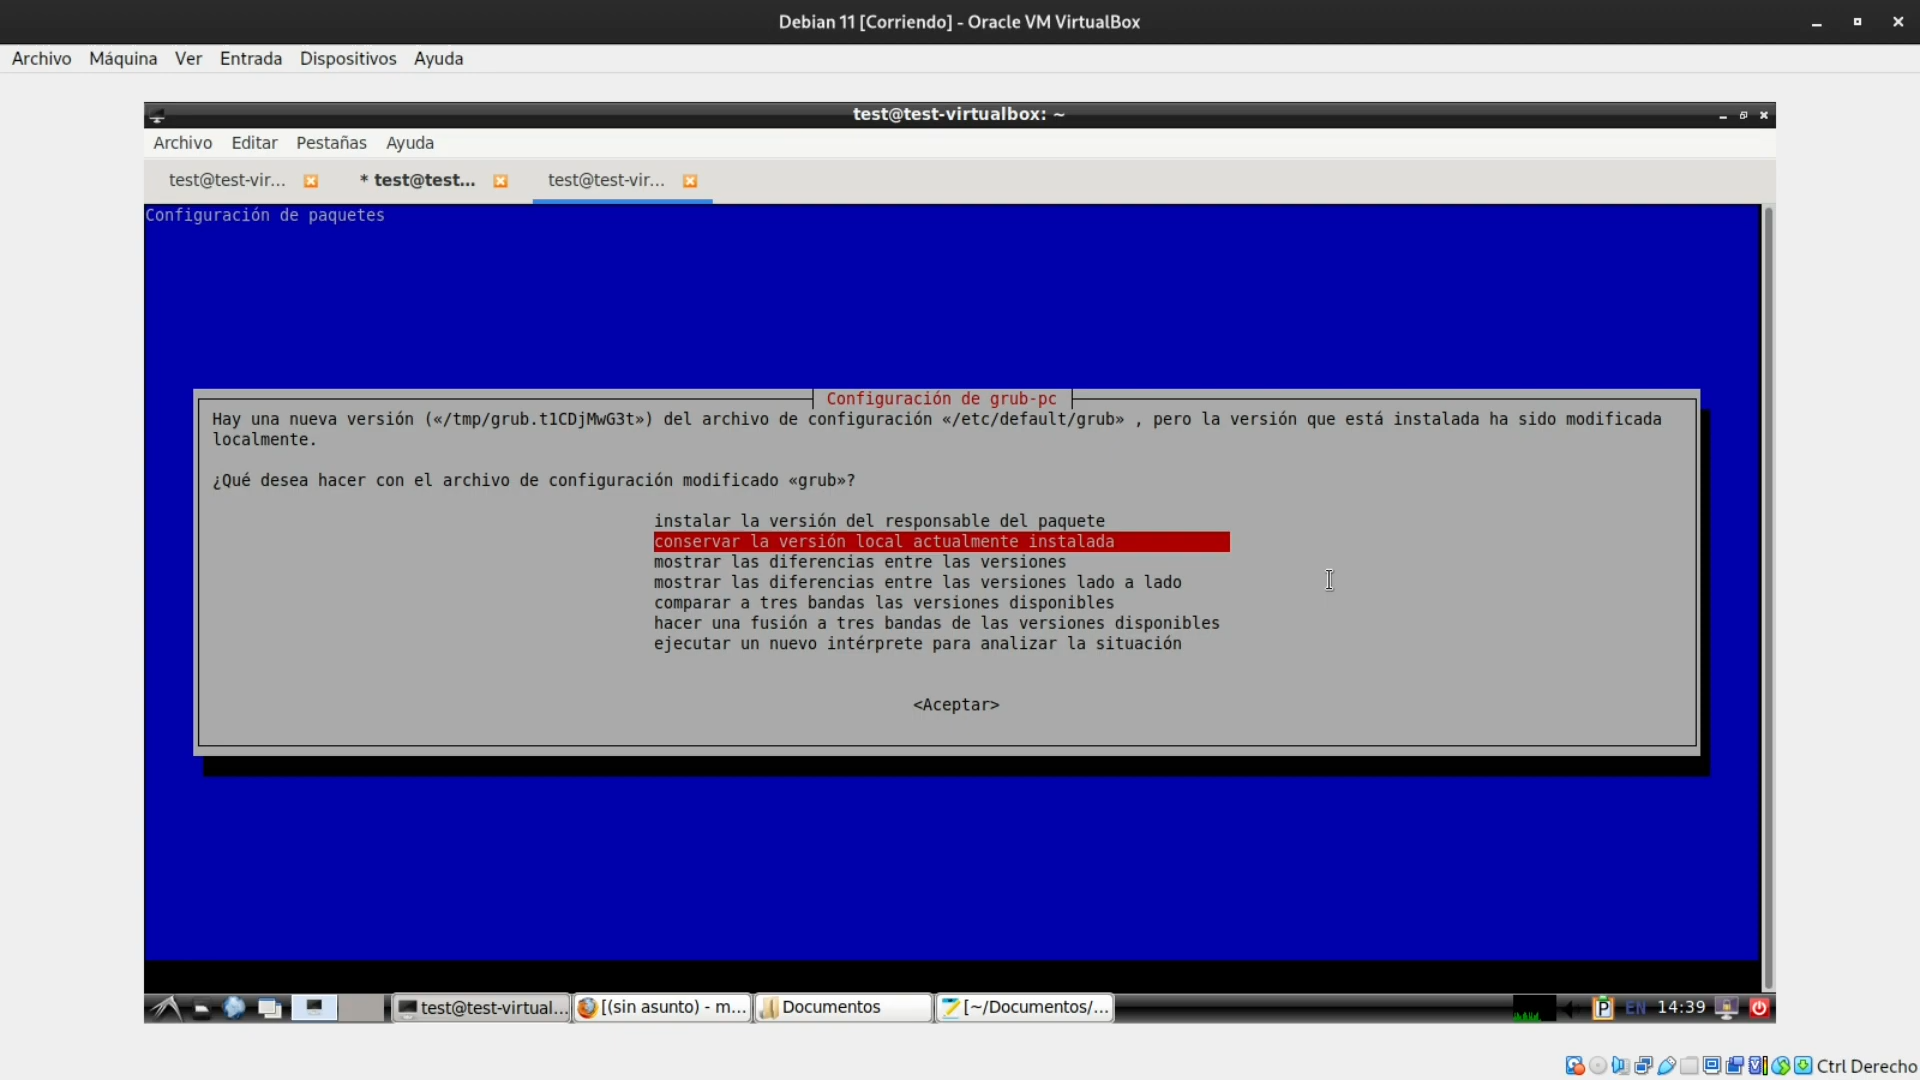 Debian 11 [Corriendo] - Oracle VM VirtualBox
Archivo Máquina Ver Entrada Dispositivos Ayuda
test@test-virtualbox: ~
Archivo Editar Pestañas Ayuda
test@test-vir... * test@test... test@test-vir...
Configuración de paquetes
Configuración de grub-pc
Hay una nueva versión («/tmp/grub.t1CDjMwG3t») del archivo de configuración «/etc/default/grub» , pero la versión que está instalada ha sido modificada
localmente.
¿Qué desea hacer con el archivo de configuración modificado «grub»?
instalar la versión del responsable del paquete
conservar la versión local actualmente instalada
mostrar las diferencias entre las versiones
mostrar las diferencias entre las versiones lado a lado
comparar a tres bandas las versiones disponibles
hacer una fusión a tres bandas de las versiones disponibles
ejecutar un nuevo intérprete para analizar la situación
<Aceptar>
test@test-virtual... [(sin asunto) - m... Documentos [~/Documentos/... P EN 14:39
Ctrl Derecho